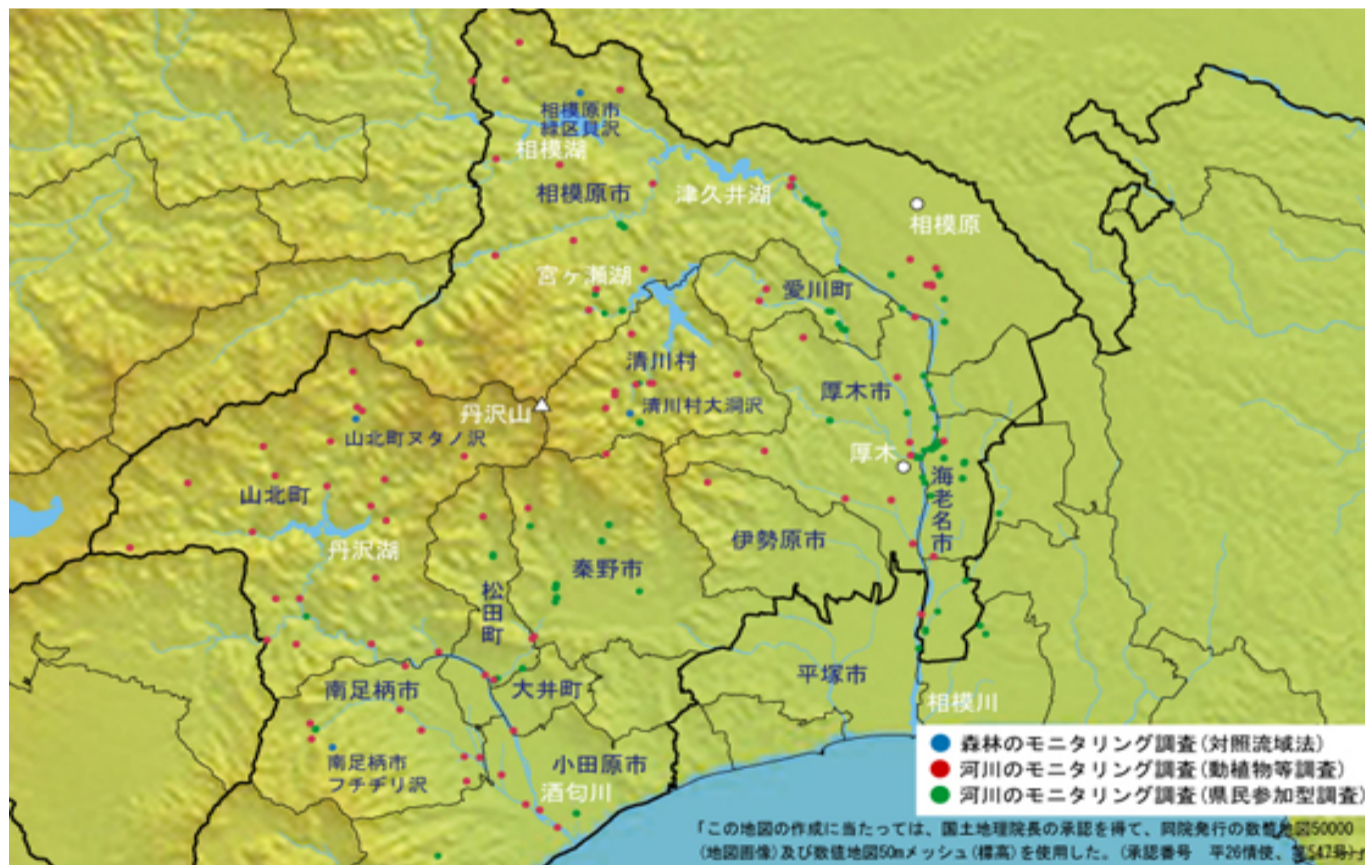 相模原市
緑区貝沢
相模湖
相模原市
津久井湖
相模原
宮ヶ瀬湖
愛川町
清川村
厚木市
丹沢山
清川村大洞沢
山北町ヌタノ沢
厚木
山北町
海老名市
丹沢湖
伊勢原市
秦野市
松田町
平塚市
南足柄市
大井町
相模川
南足柄市
フチヂリ沢
小田原市
酒匂川
森林のモニタリング調査(対照流域法)
河川のモニタリング調査(動植物等調査)
河川のモニタリング調査(県民参加型調査)
「この地図の作成に当たっては、国土地理院長の承認を得て、同院発行の数値地図50000
(地図画像)及び数値地図50mメッシュ(標高)を使用した。(承認番号 平26情使、第542号)」